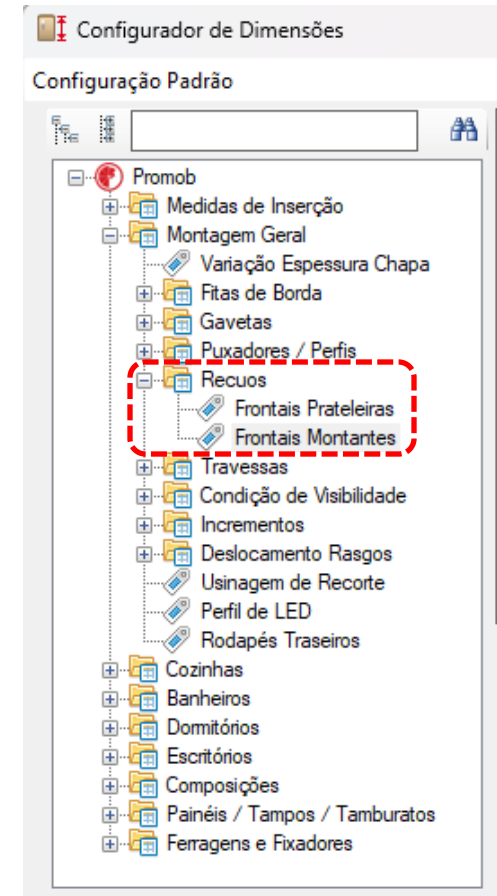 Configurador de Dimensões
Configuração Padrão
Promob
Medidas de Inserção
Montagem Geral
Variação Espessura Chapa
Fitas de Borda
Gavetas
Puxadores / Perfis
Recuos
Frontais Prateleiras
Frontais Montantes
Travessas
Condição de Visibilidade
Incrementos
Deslocamento Rasgos
Usinagem de Recorte
Perfil de LED
Rodapés Traseiros
Cozinhas
Banheiros
Dormitórios
Escritórios
Composições
Painéis / Tampos / Tamburatos
Ferragens e Fixadores